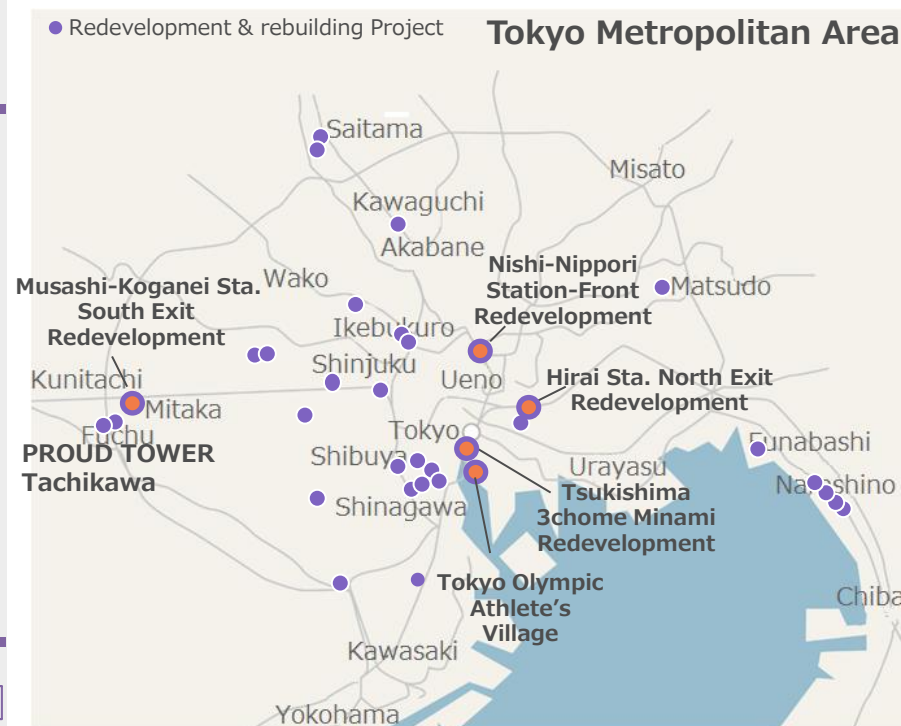 Redevelopment & rebuilding Project
Tokyo Metropolitan Area
Saitama
Misato
Kawaguchi
Akabane
Musashi-Koganei Sta.
South Exit
Redevelopment
Wako
Nishi-Nippori
Station-Front
Redevelopment
Matsudo
Ikebukuro
Shinjuku
Ueno
Kunitachi
Mitaka
Hirai Sta. North Exit
Redevelopment
Fuchu
Tokyo
PROUD TOWER
Tachikawa
Shibuya
Urayasu
Funabashi
Narashino
Shinagawa
Tsukishima
3chome Minami
Redevelopment
Tokyo Olympic
Athlete's
Village
Chiba
Kawasaki
Yokohama